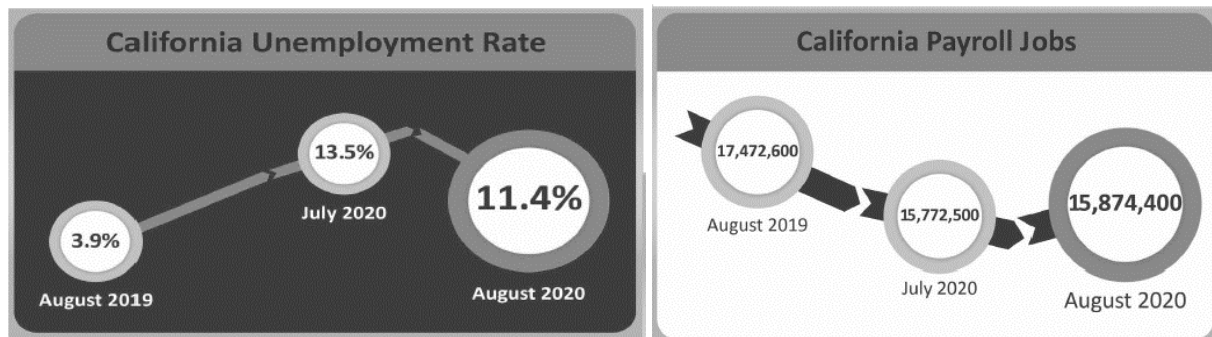 California Unemployment Rate
3.9%
August 2019
13.5%
July 2020
11.4%
August 2020
California Payroll Jobs
17,472,600
August 2019
15,772,500
July 2020
15,874,400
August 2020